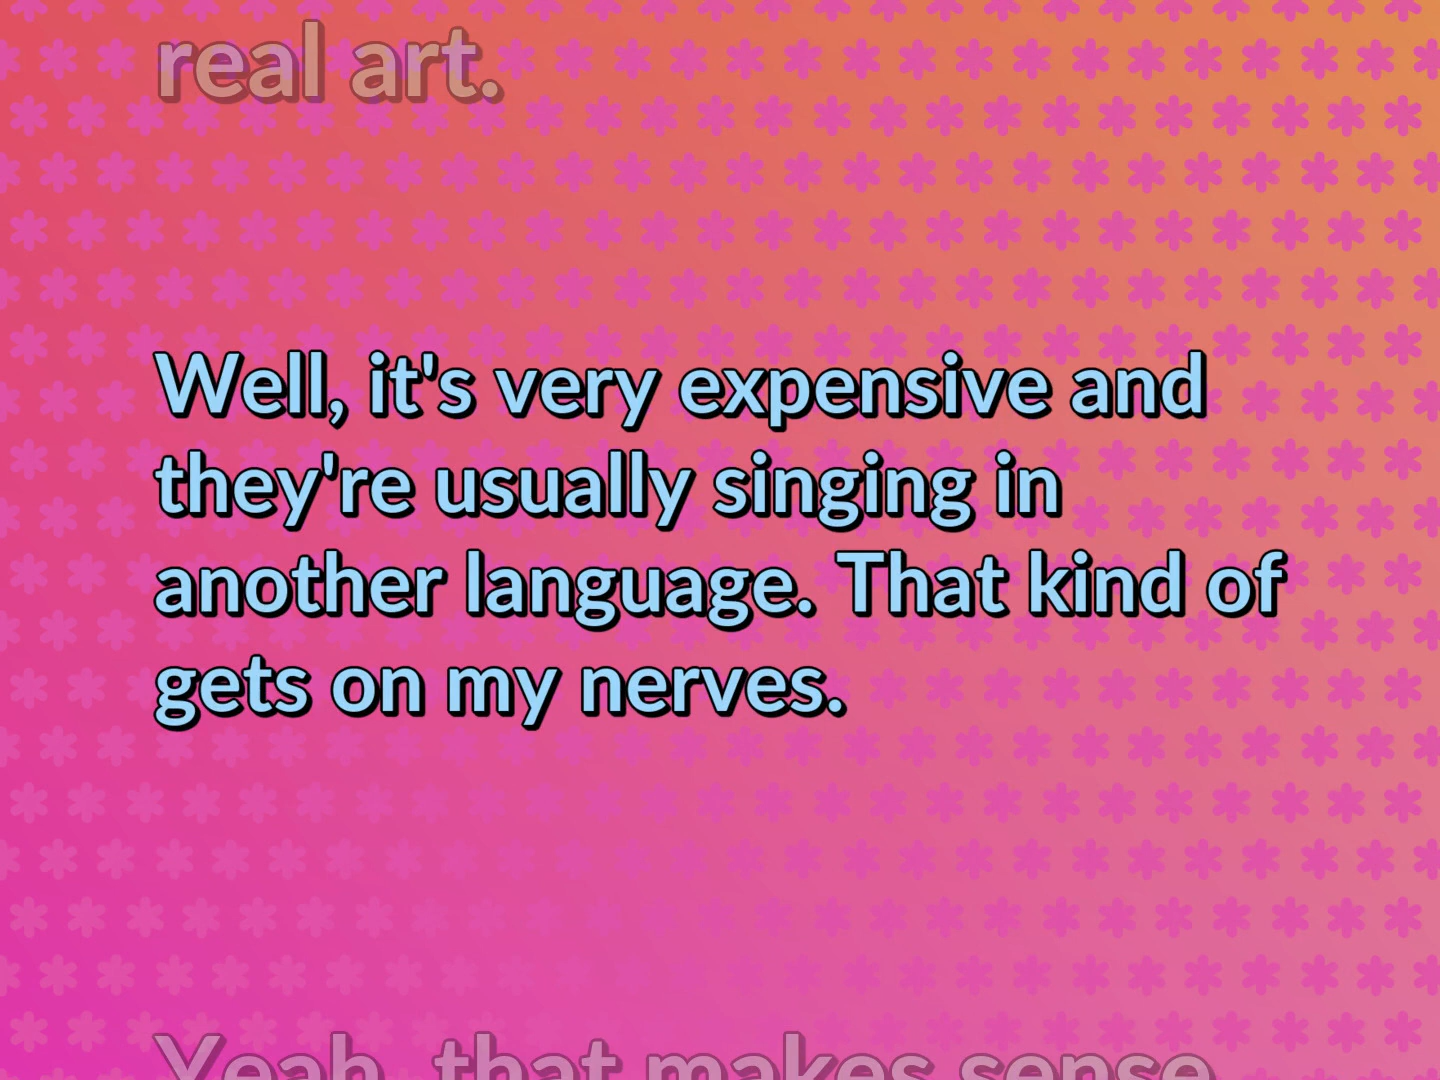 real art.
Well, it's very expensive and
they're usually singing in
another language. That kind of
gets on my nerves.
Yeah, that makes sense.